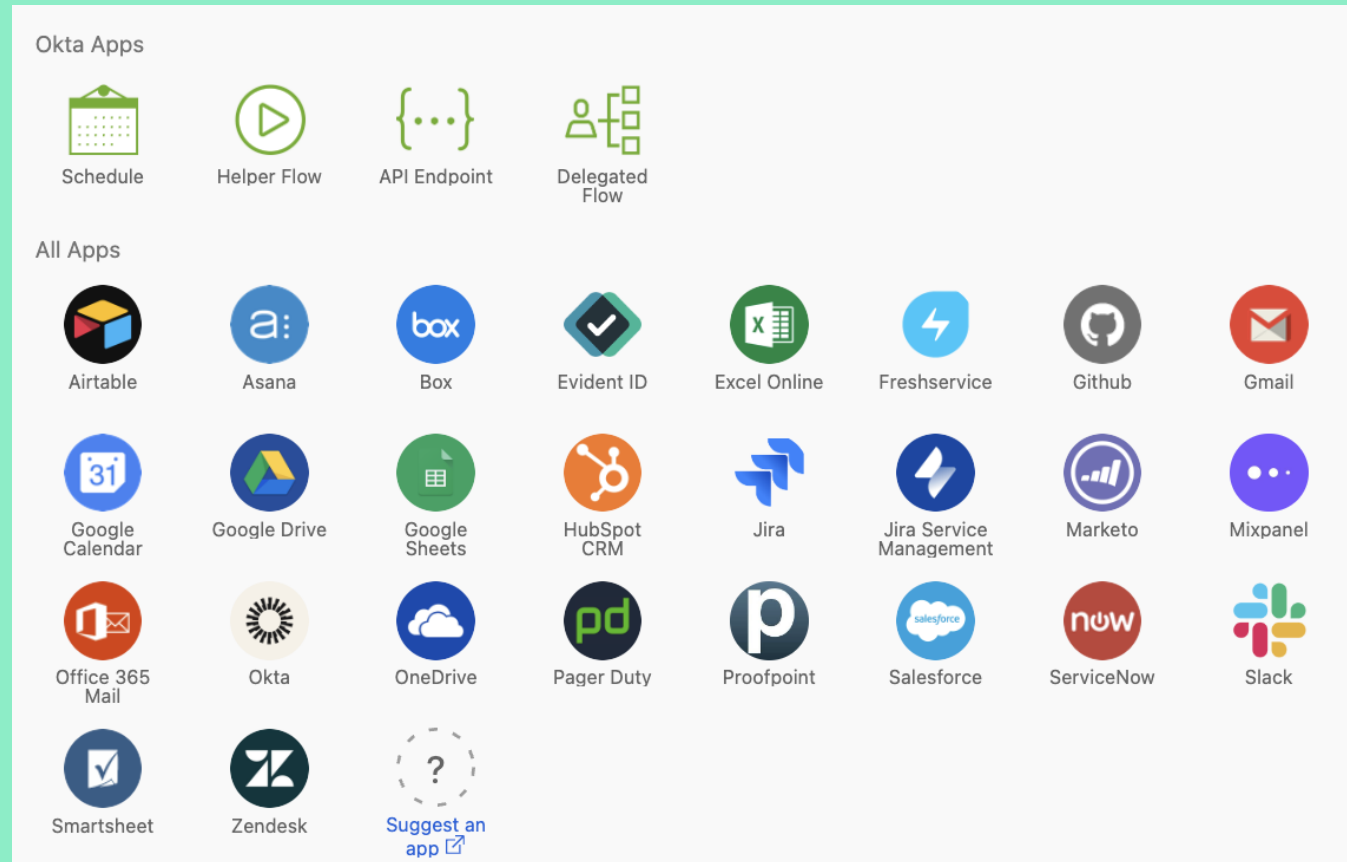 Okta Apps
{...}
Schedule
Helper Flow
API Endpoint
Delegated
Flow
All Apps
a:
box
X
Airtable
Asana
Box
Evident ID
Excel Online
Freshservice
Github
Gmail
31
Google
Calendar
Google Drive
Google
Sheets
HubSpot
CRM
Jira
Jira Service
Management
Marketo
Mixpanel
pd
p
salesforce
now
Office 365
Mail
Okta
OneDrive
Pager Duty
Proofpoint
Salesforce
ServiceNow
Slack
?
Smartsheet
Zendesk
Suggest an
app